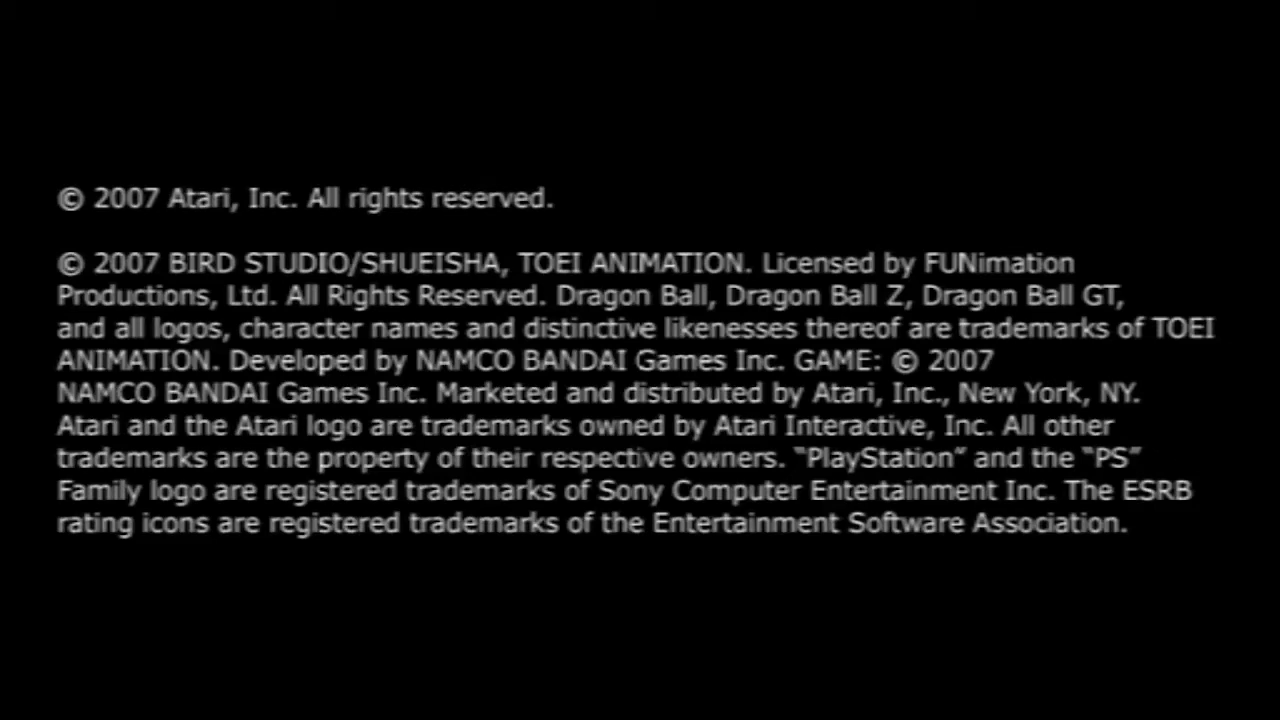 © 2007 Atari, Inc. All rights reserved.
© 2007 BIRD STUDIO/SHUEISHA, TOEI ANIMATION. Licensed by FUNimation
Productions, Ltd. All Rights Reserved. Dragon Ball, Dragon Ball Z, Dragon Ball GT,
and all logos, character names and distinctive likenesses thereof are trademarks of TOEI
ANIMATION. Developed by NAMCO BANDAI Games Inc. GAME: © 2007
NAMCO BANDAI Games Inc. Marketed and distributed by Atari, Inc., New York, NY.
Atari and the Atari logo are trademarks owned by Atari Interactive, Inc. All other
trademarks are the property of their respective owners. “PlayStation” and the “PS”
Family logo are registered trademarks of Sony Computer Entertainment Inc. The ESRB
rating icons are registered trademarks of the Entertainment Software Association.